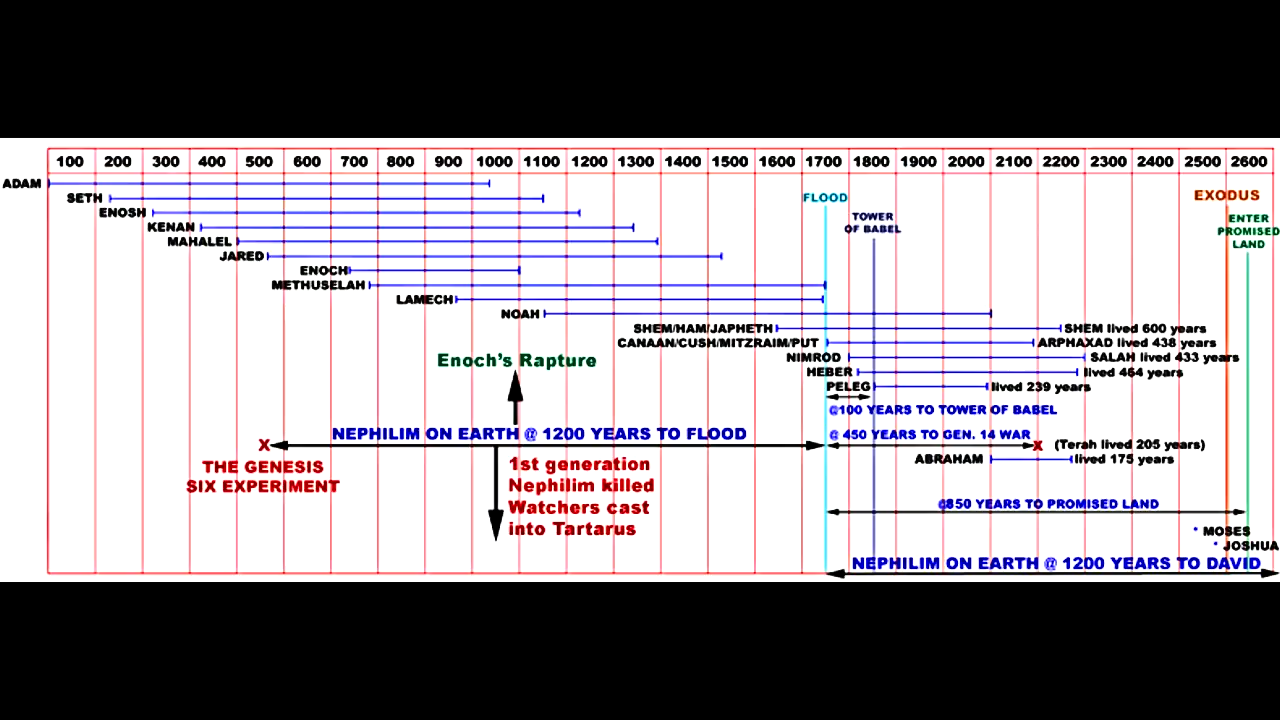 100 200 300 400 500 600 700 800 900 1000 1100 1200 1300 1400 1500 1600 1700 1800 1900 2000 2100 2200 2300 2400 2500 2600
ADAM
SETH
FLOOD
EXODUS
ENOSH
TOWER
OF BABEL
ENTER
PROMISED
LAND
KENAN
MAHALEL
JARED
ENOCH
METHUSELAH
LAMECH
NOAH
SHEM/HAM/JAPHETH
SHEM lived 600 years
CANAAN/CUSH/MITZRAIM/PUT
ARPHAXAD lived 438 years
NIMROD
SALAH lived 433 years
HEBER
lived 464 years
PELEG
lived 239 years
Enoch's Rapture
@100 YEARS TO TOWER OF BABEL
NEPHILIM ON EARTH @ 1200 YEARS TO FLOOD
@ 450 YEARS TO GEN. 14 WAR
X
X
(Terah lived 205 years)
ABRAHAM
lived 175 years
THE GENESIS
SIX EXPERIMENT
1st generation
Nephilim killed
Watchers cast
into Tartarus
@850 YEARS TO PROMISED LAND
MOSES
JOSHUA
NEPHILIM ON EARTH @ 1200 YEARS TO DAVID